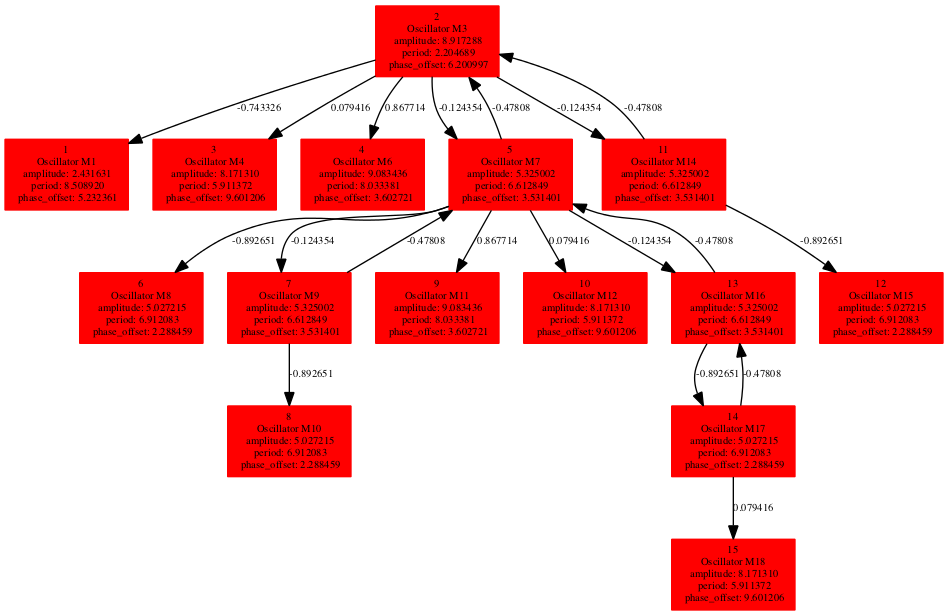 2
Oscillator M3
amplitude: 8.917288
period: 2.204689
phase_offset: 6.200997
-0.743326
0.079416
0.867714
-0.124354
-0.47808
-0.124354
-0.47808
1
Oscillator M1
amplitude: 2.431631
period: 8.508920
phase_offset: 5.232361
3
Oscillator M4
amplitude: 8.171310
period: 5.911372
phase_offset: 9.601206
4
Oscillator M6
amplitude: 9.083436
period: 8.033381
phase_offset: 3.602721
5
Oscillator M7
amplitude: 5.325002
period: 6.612849
phase_offset: 3.531401
11
Oscillator M14
amplitude: 5.325002
period: 6.612849
phase_offset: 3.531401
-0.892651
-0.124354
-0.47808
0.867714
0.079416
-0.124354
-0.47808
-0.892651
6
Oscillator M8
amplitude: 5.027215
period: 6.912083
phase_offset: 2.288459
7
Oscillator M9
amplitude: 5.325002
period: 6.612849
phase_offset: 3.531401
9
Oscillator M11
amplitude: 9.083436
period: 8.033381
phase_offset: 3.602721
10
Oscillator M12
amplitude: 8.171310
period: 5.911372
phase_offset: 9.601206
13
Oscillator M16
amplitude: 5.325002
period: 6.612849
phase_offset: 3.531401
12
Oscillator M15
amplitude: 5.027215
period: 6.912083
phase_offset: 2.288459
-0.892651
-0.892651
-0.47808
8
Oscillator M10
amplitude: 5.027215
period: 6.912083
phase_offset: 2.288459
14
Oscillator M17
amplitude: 5.027215
period: 6.912083
phase_offset: 2.288459
0.079416
15
Oscillator M18
amplitude: 8.171310
period: 5.911372
phase_offset: 9.601206